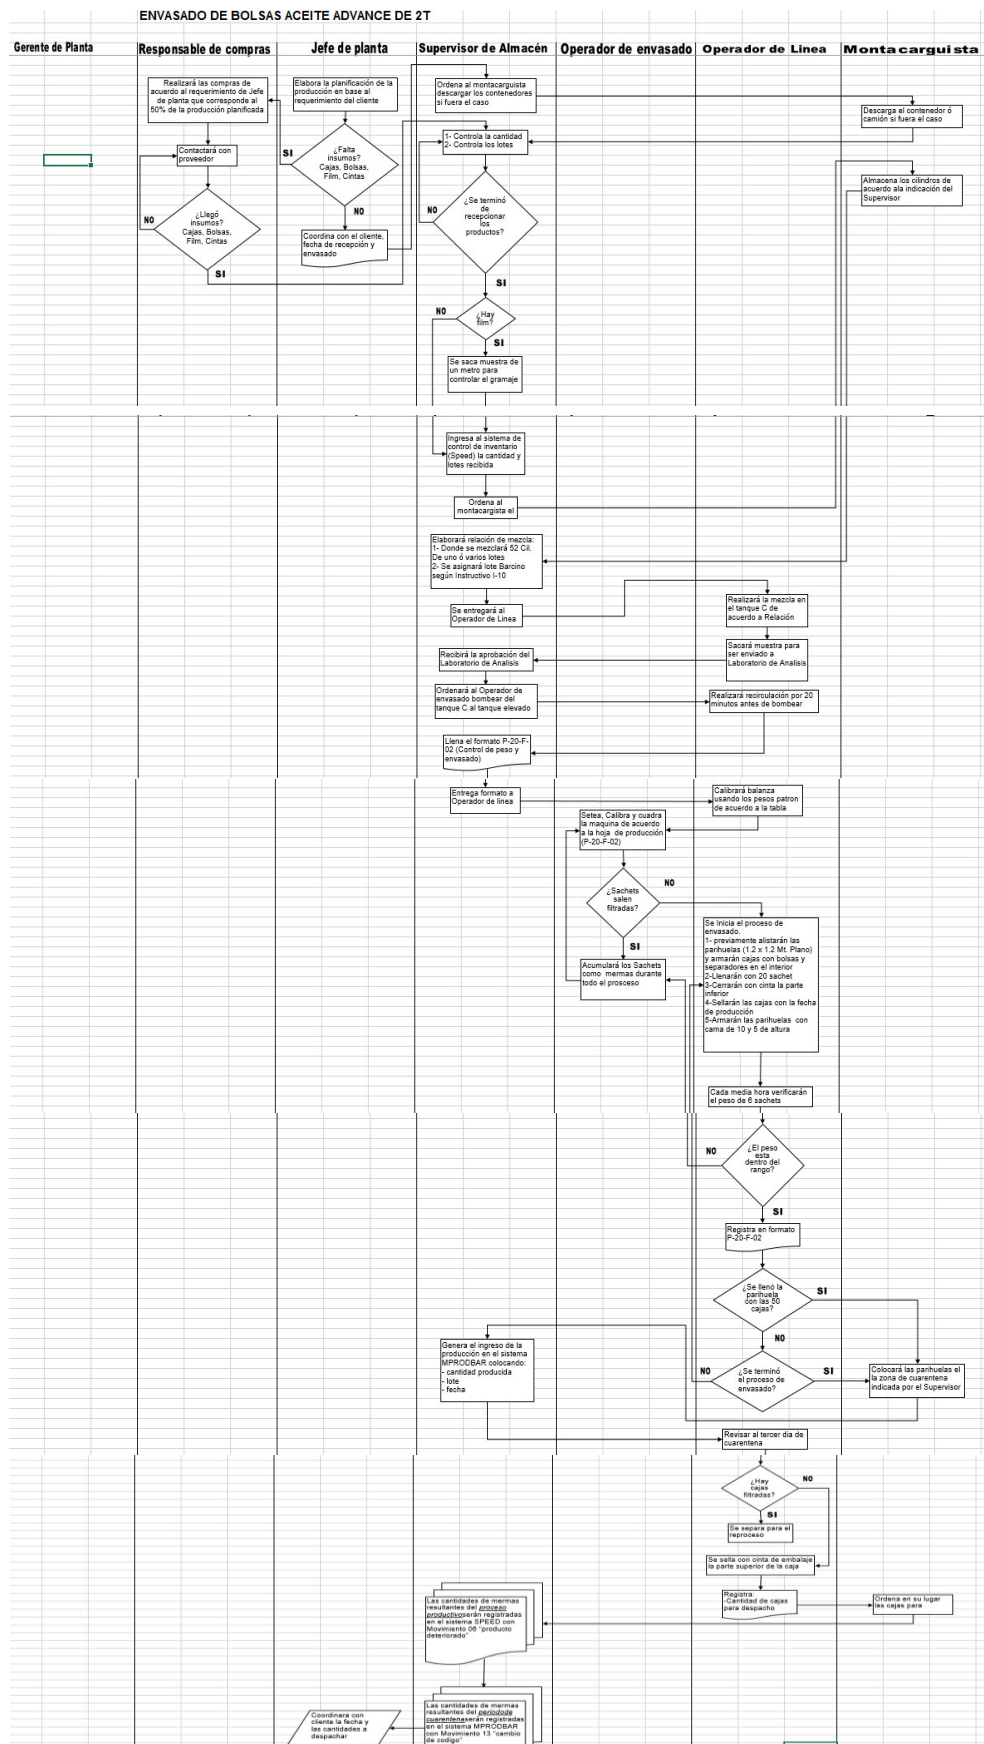 ENVASADO DE BOLSAS ACEITE ADVANCE DE 2T
Gerente de Planta
Responsable de compras
Jefe de planta
Supervisor de Almacén
Operador de envasado
Operador de Linea
Montacarguista
Realizará las compras de
acuerdo al requerimiento de Jefe
de planta que corresponde al
50% de la producción planificada
Elabora la planificación de la
producción en base al
requerimiento del cliente
Ordena al montacarguista
descargar los contenedores
si fuera el caso
Descarga el contenedor ó
camión si fuera el caso
Contactará con
proveedor
SI
¿Falta
insumos?
Cajas, Bolsas,
Film, Cintas
1- Controla la cantidad
2- Controla los lotes
Almacena los cilindros de
acuerdo ala indicación del
Supervisor
NO
¿Llegó
insumos?
Cajas, Bolsas,
Film, Cintas
NO
Coordina con el cliente,
fecha de recepción y
envasado
NO
¿Se terminó
de
recepcionar
los
productos?
SI
SI
NO
¿Hay
film?
SI
Se saca muestra de
un metro para
controlar el gramaje
Ingresa al sistema de
control de inventario
(Speed) la cantidad y
lotes recibida
Ordena al
montacargista el
Elaborará relación de mezcla:
1- Donde se mezclará 52 Cil.
De uno ó varios lotes
2- Se asignará lote Barcino
según Instructivo I-10
Se entregará al
Operador de Linea
Realizará la mezcla en
el tanque C de
acuerdo a Relación
Sacará muestra para
ser enviado a
Laboratorio de Analisis
Recibirá la aprobación del
Laboratorio de Analisis
Ordenará al Operador de
envasado bombear del
tanque C al tanque elevado
Realizará recirculación por 20
minutos antes de bombear
Llena el formato P-20-F-
02 (Control de peso y
envasado)
Entrega formato a
Operador de linea
Calibrará balanza
usando los pesos patron
de acuerdo a la tabla
Setea, Calibra y cuadra
la maquina de acuerdo
a la hoja de producción
(P-20-F-02)
¿Sachets
salen
filtradas?
NO
SI
Acumulará los Sachets
como mermas durante
todo el prosceso
Se Inicia el proceso de
envasado.
1- previamente alistarán las
parihuelas (1.2 x 1.2 Mt. Plano)
y armarán cajas con bolsas y
separadores en el interior
2-Llenarán con 20 sachet
3-Cerrarán con cinta la parte
inferior
4-Sellarán las cajas con la fecha
de producción
5-Armarán las parihuelas con
cama de 10 y 5 de altura
Cada media hora verificarán
el peso de 6 sachets
NO
¿El peso
esta
dentro del
rango?
SI
Registra en formato
P-20-F-02
¿Se llenó la
parihuela
con las 50
cajas?
SI
NO
Genera el ingreso de la
producción en el sistema
MPRODBAR colocando:
- cantidad producida
- lote
- fecha
NO
¿Se terminó
el proceso de
envasado?
SI
Colocará las parihuelas el
la zona de cuarentena
indicada por el Supervisor
Revisar al tercer dia de
cuarentena
¿Hay
cajas
filtradas?
NO
SI
Se separa para el
reproceso
Se sella con cinta de embalaje
la parte superior de la caja
Registra:
-Cantidad de cajas
para despacho
Ordena en su lugar
las cajas para
Las cantidades de mermas
resultantes del proceso
productivoserán registradas
en el sistema SPEED con
Movimiento 06 "producto
deteriorado"
Las cantidades de mermas
resultantes del periodode
cuarentenaserán registradas
en el sistema MPRODBAR
con Movimiento 13 "cambio
de codigo"
Coordinara con
cliente la fecha y
las cantidades a
despachar